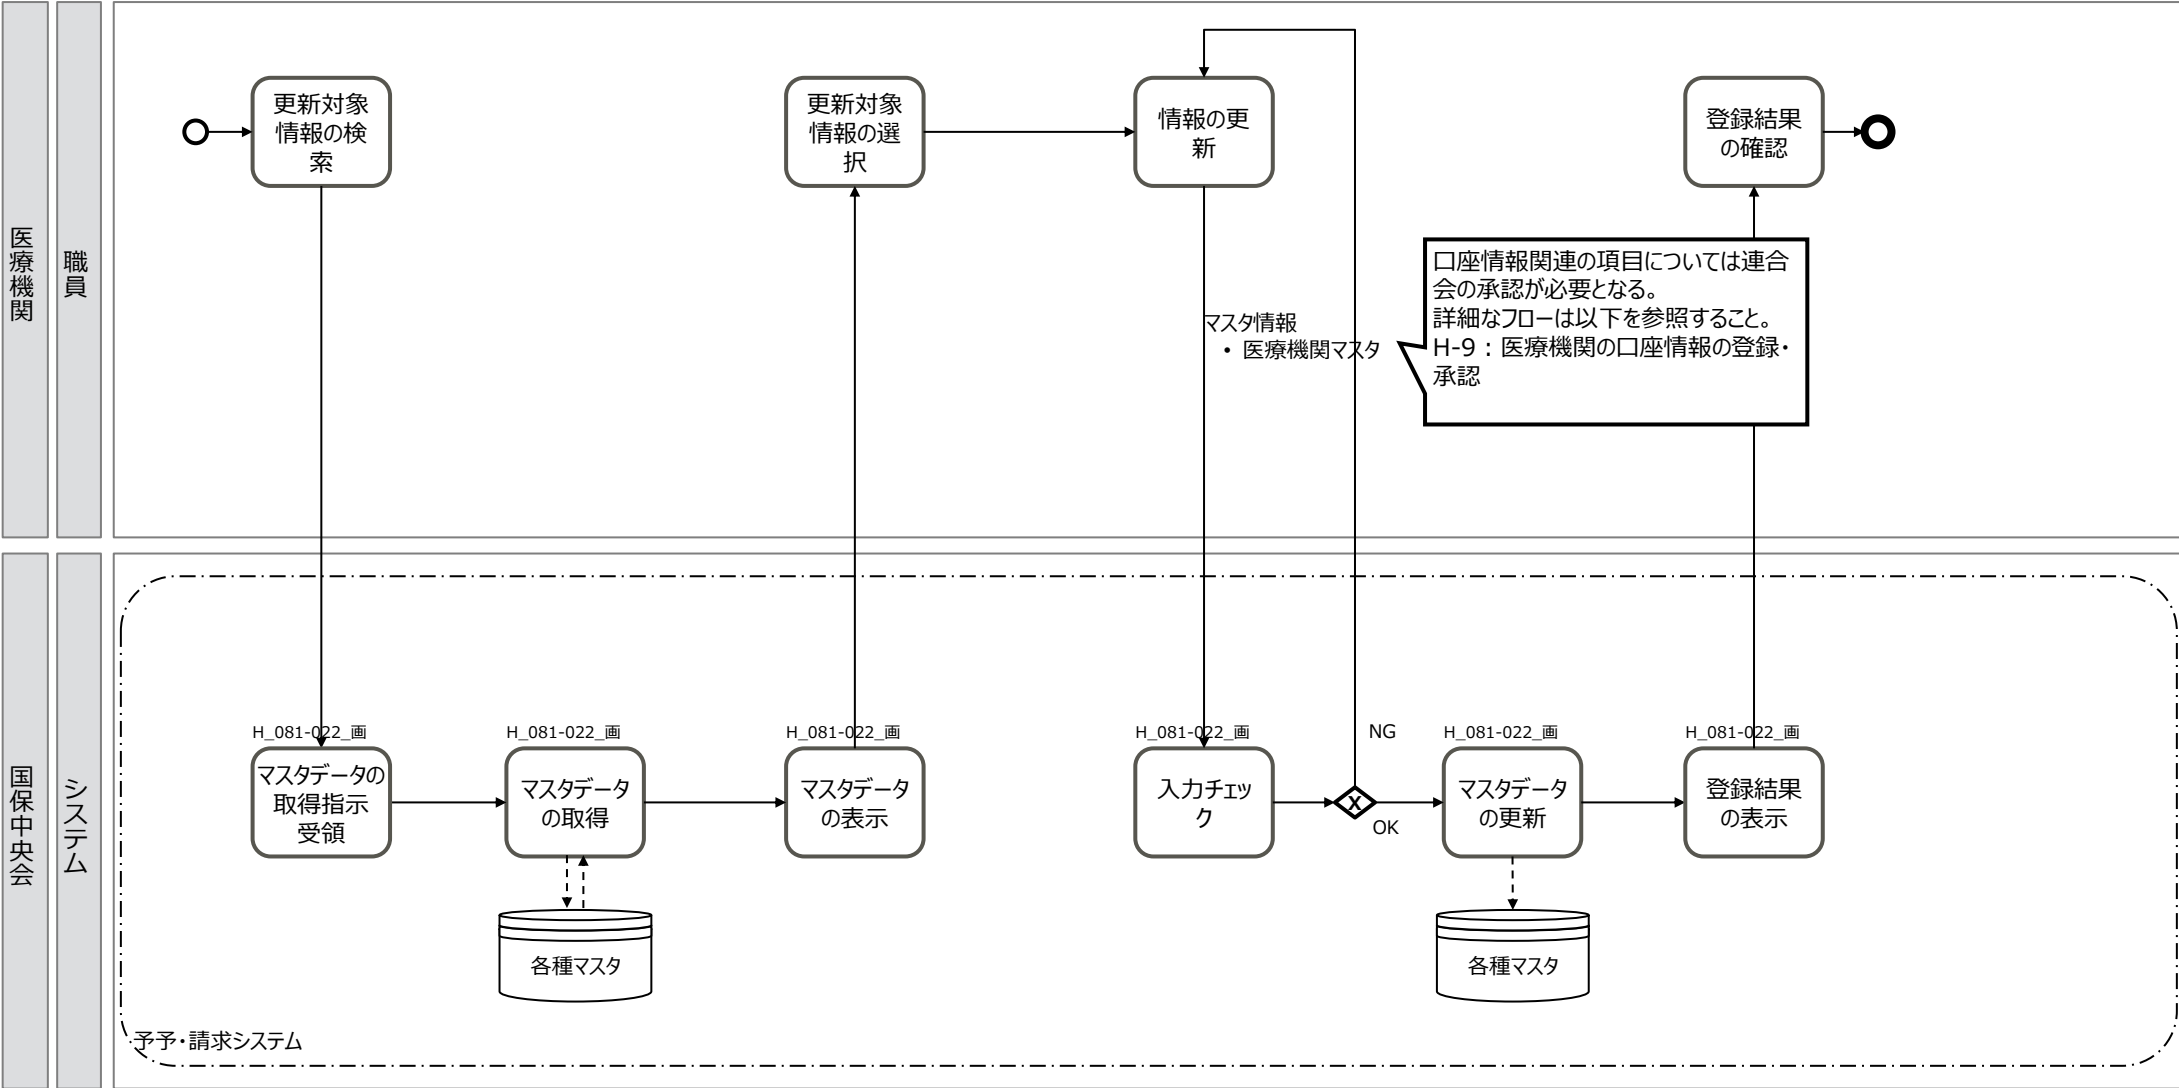 医療機関
職員
更新対象
情報の検
索
更新対象
情報の選
択
情報の更
新
登録結果
の確認
マスタ情報
• 医療機関マスタ
口座情報関連の項目については連合
会の承認が必要となる。
詳細なフローは以下を参照すること。
H-9：医療機関の口座情報の登録・
承認
国保中央会
システム
H_081-022_画
マスタデータの
取得指示
受領
H_081-022_画
マスタデータ
の取得
H_081-022_画
マスタデータ
の表示
H_081-022_画
入力チェッ
ク
NG
X
OK
H_081-022_画
マスタデータ
の更新
H_081-022_画
登録結果
の表示
各種マスタ
各種マスタ
予予・請求システム